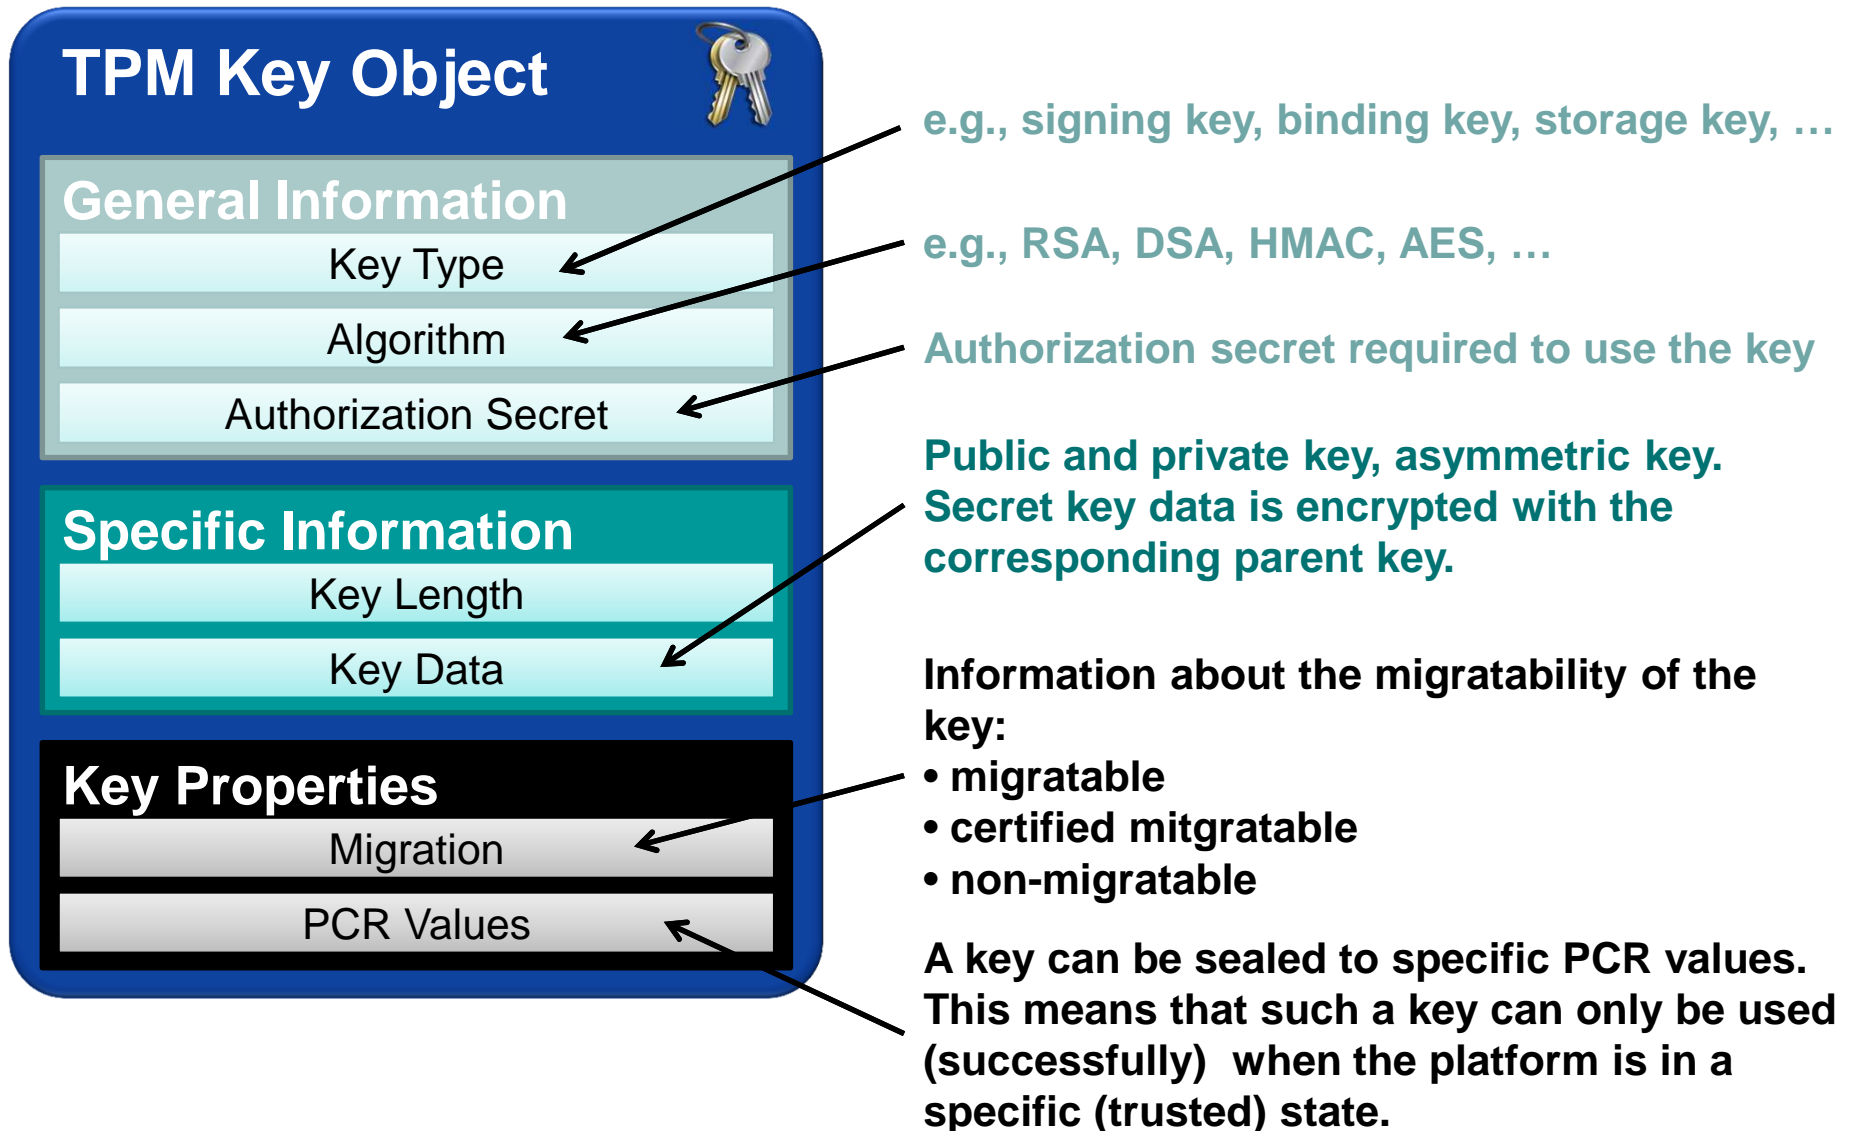 TPM Key Object
General Information
Key Type
Algorithm
Authorization Secret
Specific Information
Key Length
Key Data
Key Properties
Migration
PCR Values
e.g., signing key, binding key, storage key, …
e.g., RSA, DSA, HMAC, AES, …
Authorization secret required to use the key
Public and private key, asymmetric key.
Secret key data is encrypted with the
corresponding parent key.
Information about the migratability of the
key:
• migratable
• certified mitgratable
• non-migratable
A key can be sealed to specific PCR values.
This means that such a key can only be used
(successfully)  when the platform is in a
specific (trusted) state.